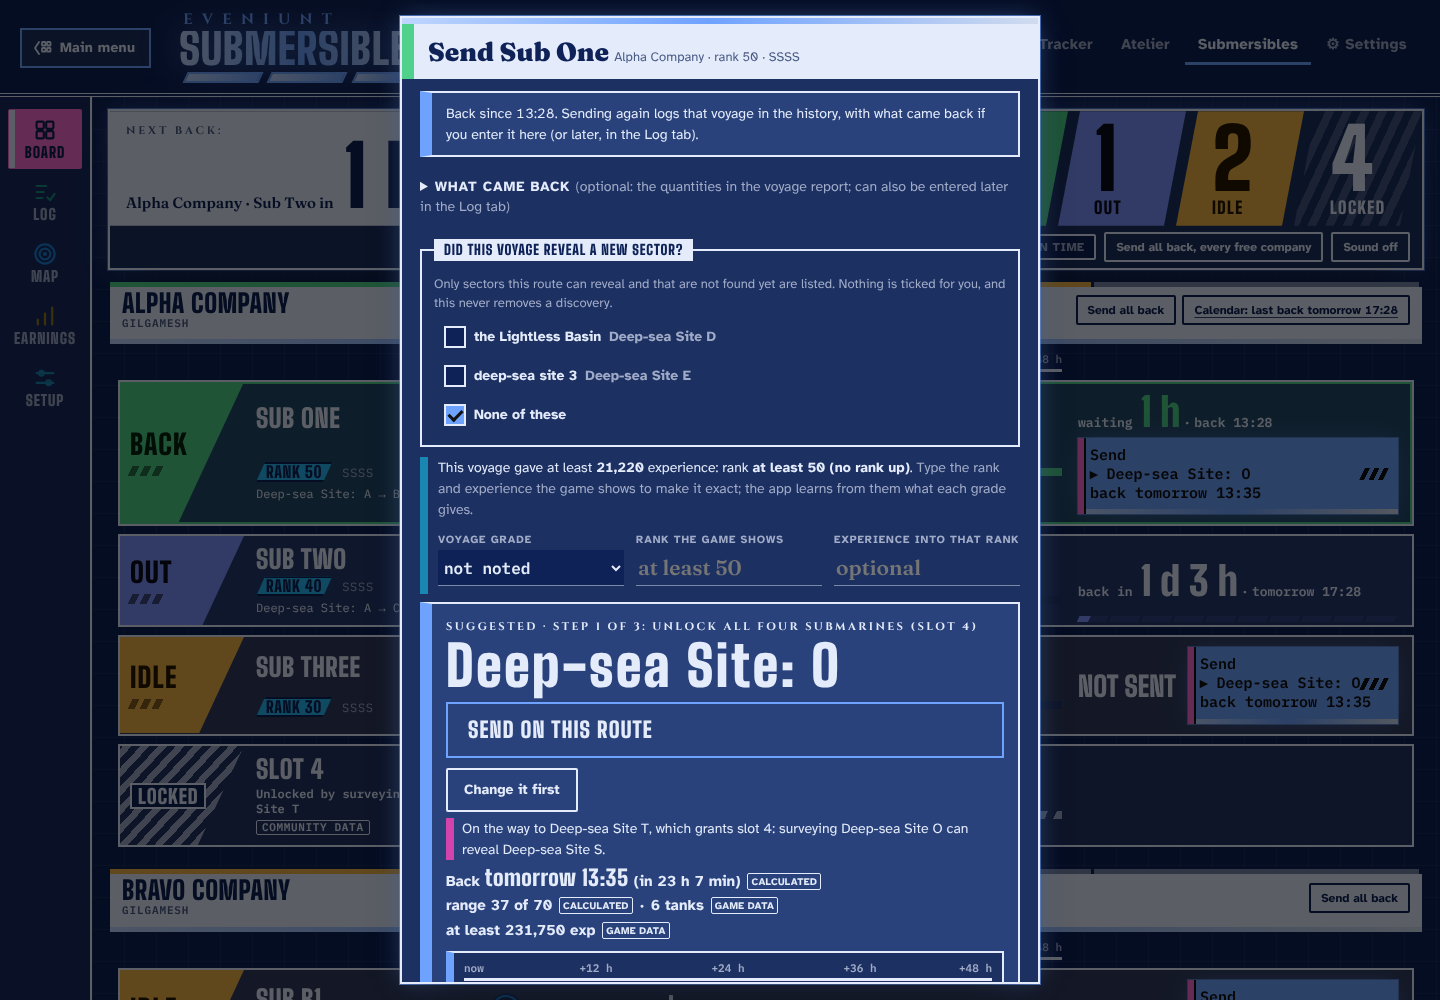 Main menu
EVENIUNT
SUBMERSIBLE
Tracker
Atelier
Submersibles
Settings
BOARD
LOG
MAP
EARNINGS
SETUP
NEXT BACK:
Alpha Company · Sub Two in
1
OUT
2
IDLE
4
LOCKED
N TIME
Send all back, every free company
Sound off
ALPHA COMPANY
GILGAMESH
Send all back
Calendar: last back tomorrow 17:28
8 h
BACK
SUB ONE
RANK 50 SSSS
Deep-sea Site: A → B
waiting 1 h · back 13:28
Send
▶ Deep-sea Site: O
back tomorrow 13:35
OUT
SUB TWO
RANK 40 SSSS
Deep-sea Site: A →
back in 1 d 3 h · tomorrow 17:28
IDLE
SUB THREE
RANK 30 SSSS
NOT SENT
Send
▶ Deep-sea Site: O
back tomorrow 13:35
LOCKED
SLOT 4
Unlocked by surveyin
Site T
COMMUNITY DATA
BRAVO COMPANY
GILGAMESH
Send all back
8 h
IDLE
SUB B1
Send
Send Sub One Alpha Company · rank 50 · SSSS
Back since 13:28. Sending again logs that voyage in the history, with what came back if
you enter it here (or later, in the Log tab).
▶ WHAT CAME BACK (optional: the quantities in the voyage report; can also be entered later
in the Log tab)
DID THIS VOYAGE REVEAL A NEW SECTOR?
Only sectors this route can reveal and that are not found yet are listed. Nothing is ticked for you, and
this never removes a discovery.
the Lightless Basin Deep-sea Site D
deep-sea site 3 Deep-sea Site E
None of these
This voyage gave at least 21,220 experience: rank at least 50 (no rank up). Type the rank
and experience the game shows to make it exact; the app learns from them what each grade
gives.
VOYAGE GRADE
not noted
RANK THE GAME SHOWS
at least 50
EXPERIENCE INTO THAT RANK
optional
SUGGESTED · STEP 1 OF 3: UNLOCK ALL FOUR SUBMARINES (SLOT 4)
Deep-sea Site: O
SEND ON THIS ROUTE
Change it first
On the way to Deep-sea Site T, which grants slot 4: surveying Deep-sea Site O can
reveal Deep-sea Site S.
Back tomorrow 13:35 (in 23 h 7 min) CALCULATED
range 37 of 70 CALCULATED · 6 tanks GAME DATA
at least 231,750 exp GAME DATA
now +12 h +24 h +36 h +48 h